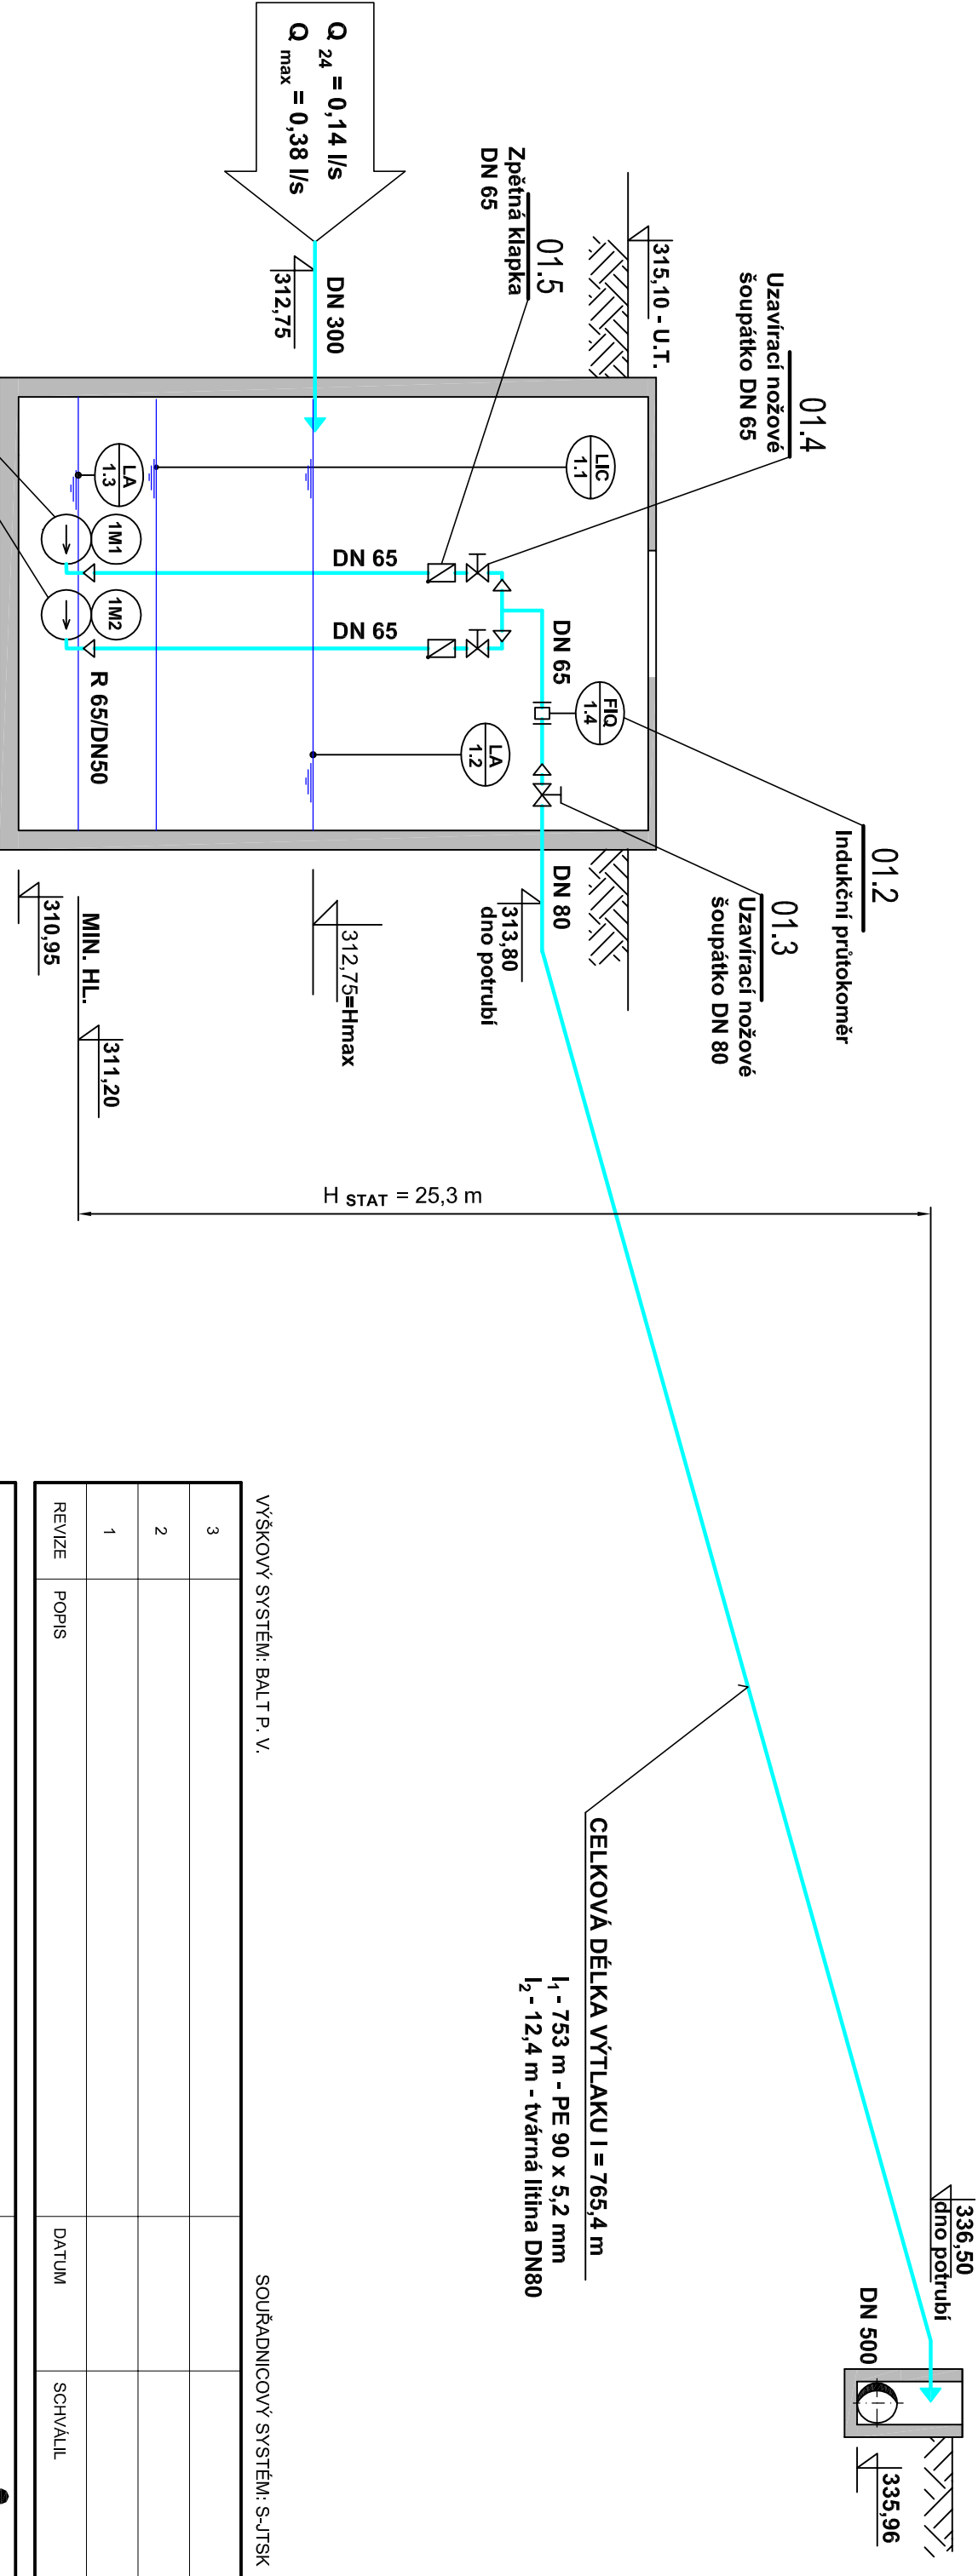 Q 24 = 0,14 l/s
Q max = 0,38 l/s
DN 300
312,75
315,10 - U.T.
01.5
Zpětná klapka
DN 65
01.4
Uzavírací nožové
šoupátko DN 65
LIC
1.1
LA
1.3
1M1
1M2
DN 65
DN 65
R 65/DN50
DN 65
FIQ
1.4
LA
1.2
01.2
Indukční průtokoměr
01.3
Uzavírací nožové
šoupátko DN 80
DN 80
313,80
dno potrubí
312,75=Hmax
MIN. HL.
311,20
310,95
H STAT = 25,3 m
CELKOVÁ DÉLKA VÝTLAKU l = 765,4 m
l1 - 753 m - PE 90 x 5,2 mm
l2 - 12,4 m - tvárná litina DN80
336,50
dno potrubí
DN 500
335,96
VÝŠKOVÝ SYSTÉM: BALT P. V.
SOUŘADNICOVÝ SYSTÉM: S-JTSK
3
2
1
REVIZE POPIS DATUM SCHVÁLIL